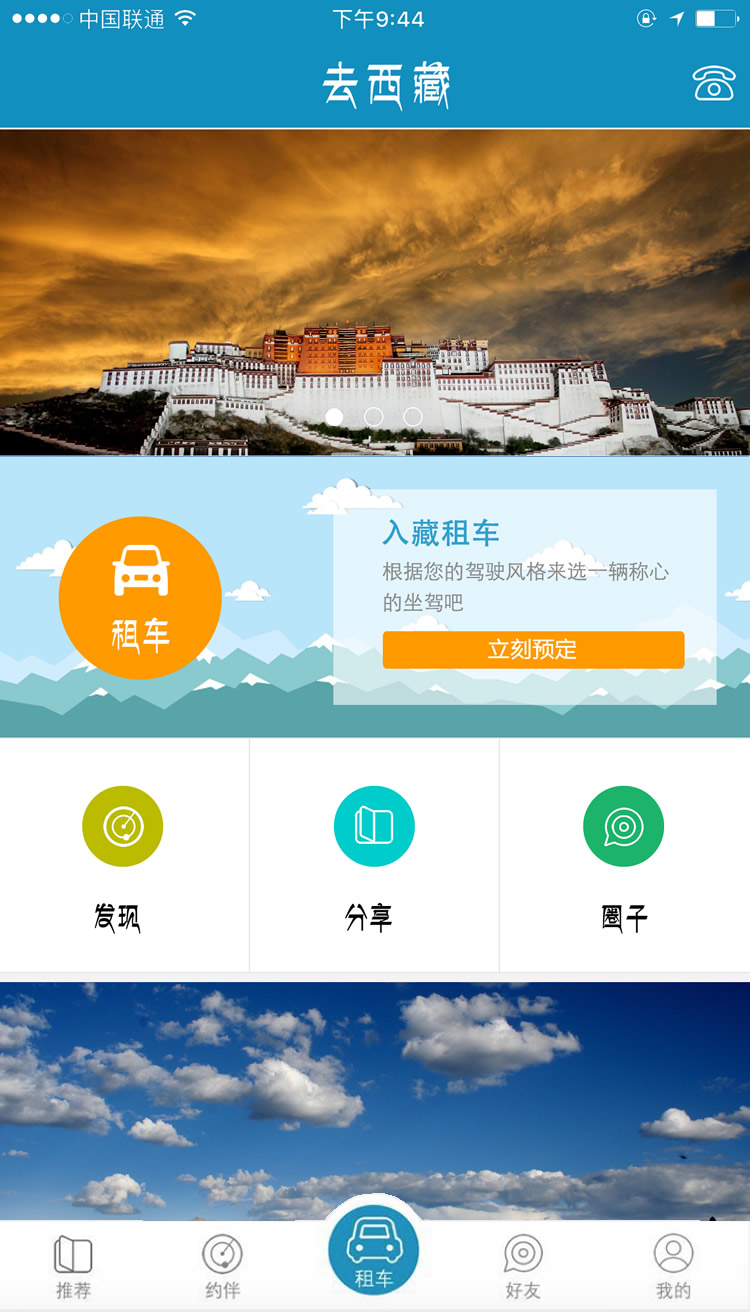 中国联通
下午9:44
去西藏
租车
入藏租车
根据您的驾驶风格来选一辆称心
的坐驾吧
立刻预定
发现
分享
圈子
推荐
约伴
租车
好友
我的